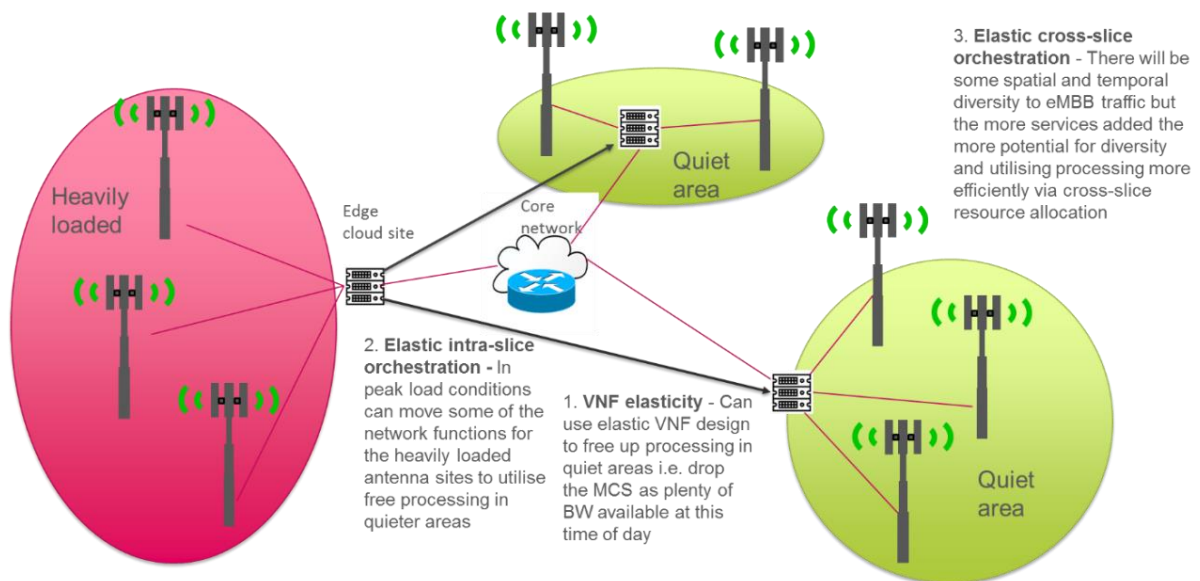 Heavily
loaded
Edge
cloud site
Core
network
Quiet
area
3. Elastic cross-slice
orchestration - There will be
some spatial and temporal
diversity to eMBB traffic but
the more services added the
more potential for diversity
and utilising processing more
efficiently via cross-slice
resource allocation
2. Elastic intra-slice
orchestration - In
peak load conditions
can move some of the
network functions for
the heavily loaded
antenna sites to utilise
free processing in
quieter areas
1. VNF elasticity - Can
use elastic VNF design
to free up processing in
quiet areas i.e. drop
the MCS as plenty of
BW available at this
time of day
Quiet
area